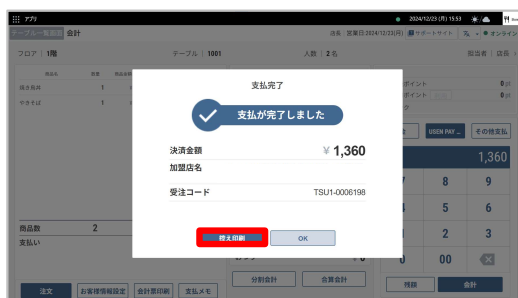 アプリ
2024/12/23 (月) 15:53
テーブル一覧画面 会計
店長 : 営業日:2024/12/23(月) サポートサイト オンライン
フロア 1階 テーブル 1001 人数 2名 担当者 店長
商品名 数量 商品金額
焼き鳥丼 1
やきそば 1
支払完了
支払が完了しました
決済金額 ¥ 1,360
加盟店名
受注コード TSU1-0006198
控え印刷 OK
ポイント 0 pt
ポイント 0 pt
USEN PAY ... その他支払
1,360
7 8 9
5 6
2 3
0 00
商品数 2
支払い
¥ 0
分割会計 合算会計
残額 会計
注文 お客様情報設定 会計票印刷 支払メモ